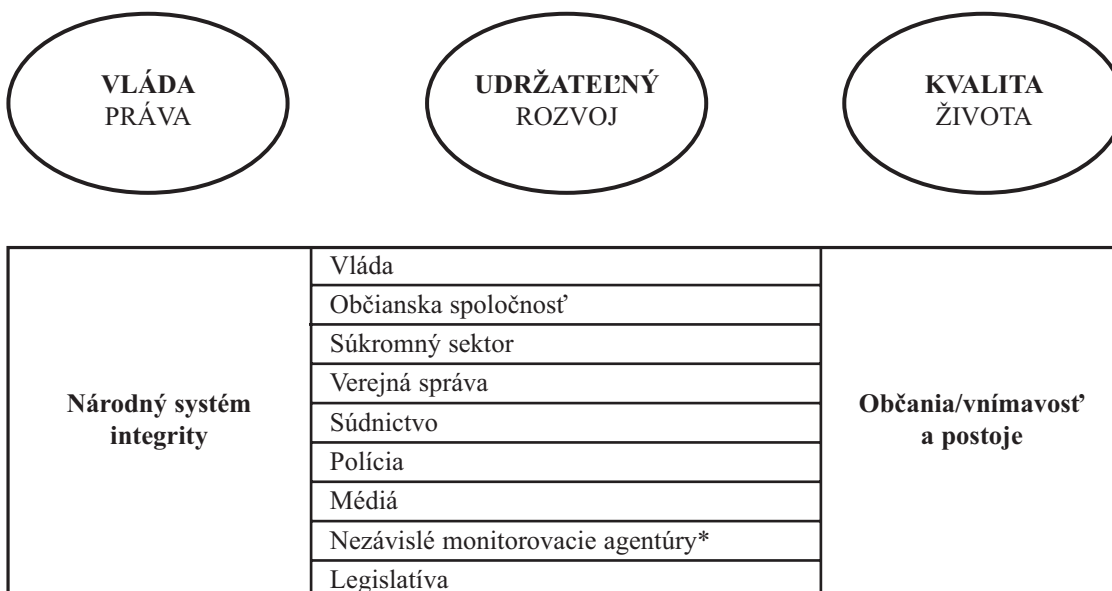 VLÁDA
PRÁVA
UDRŽATEĽNÝ
ROZVOJ
KVALITA
ŽIVOTA
Národný systém
integrity
Vláda
Občianska spoločnosť
Súkromný sektor
Verejná správa
Súdnictvo
Polícia
Médiá
Nezávislé monitorovacie agentúry*
Legislatíva
Občania/vnímavosť
a postoje